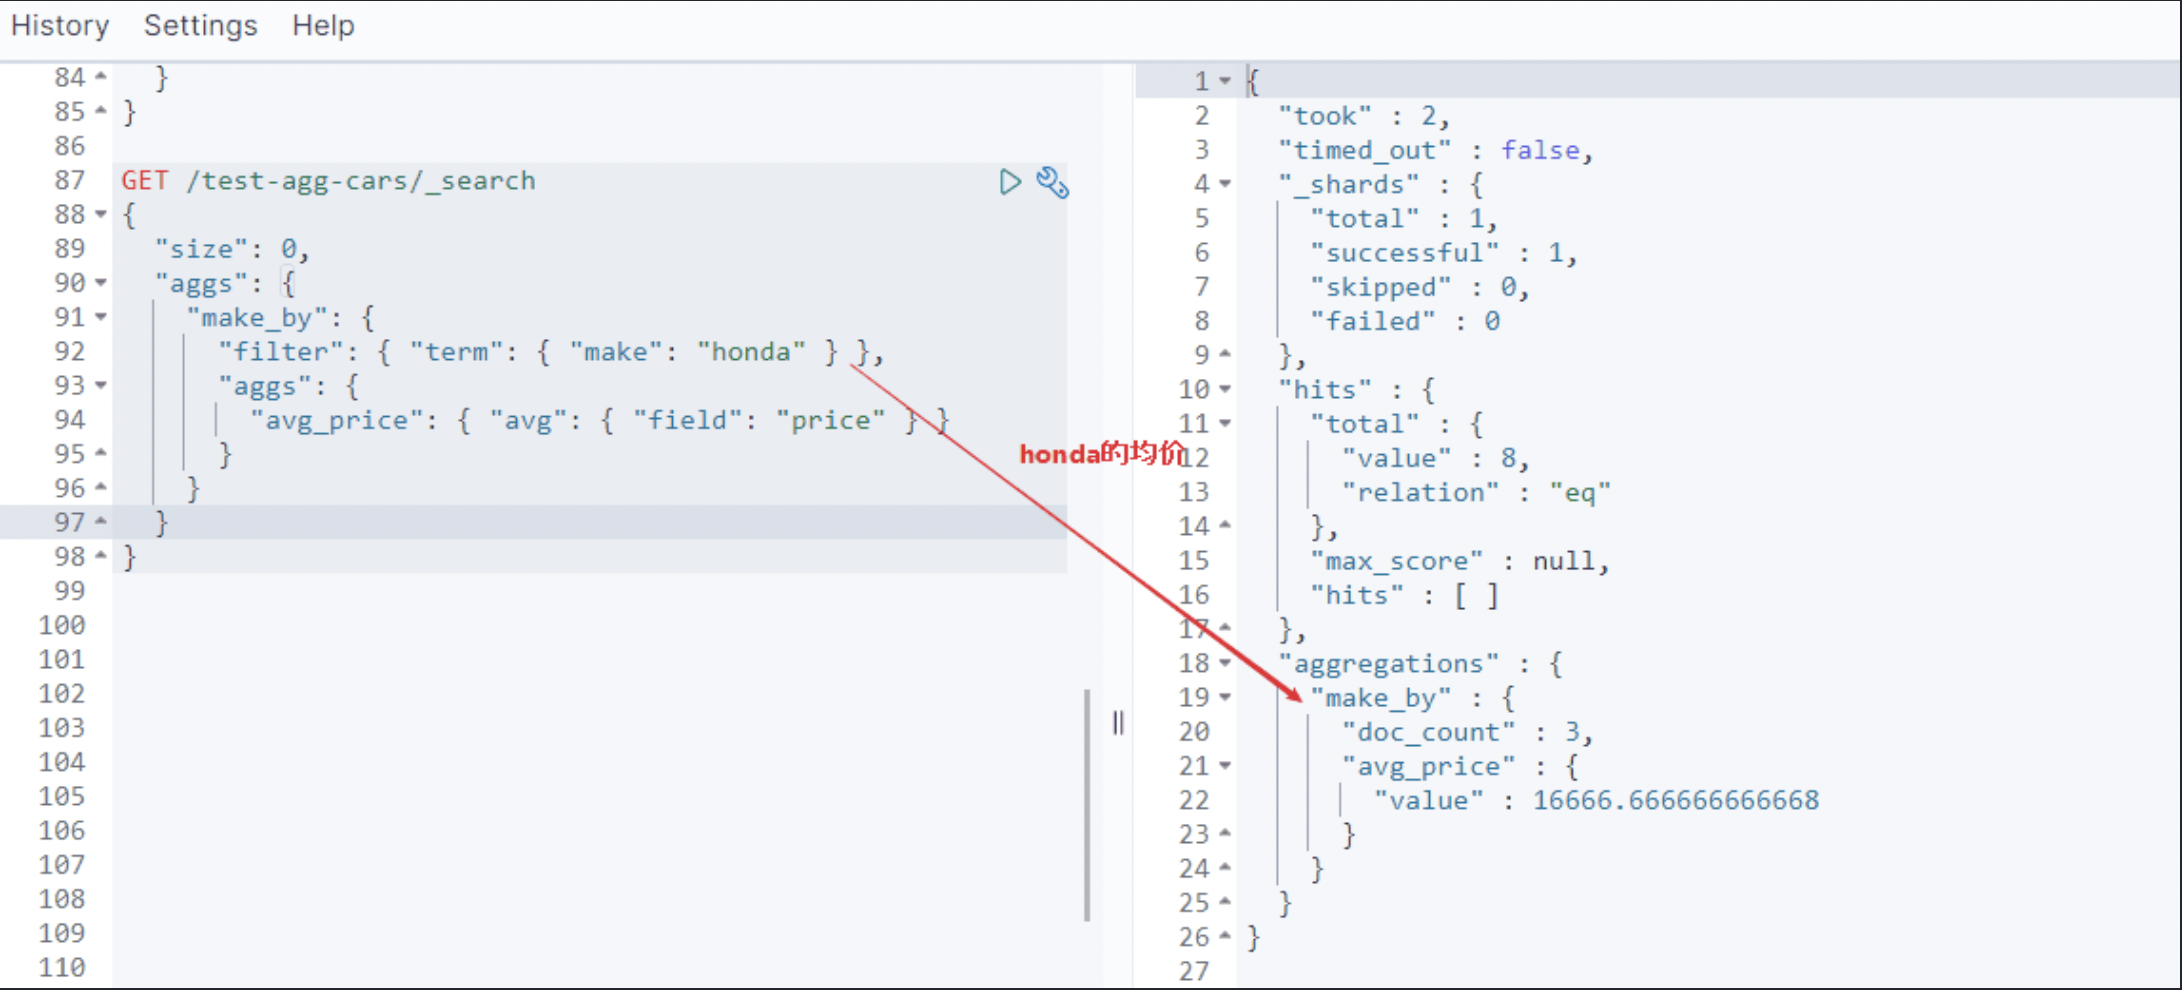 History Settings Help
84 }
85 }
86
87 GET /test-agg-cars/_search
88 {
89 "size": 0,
90 "aggs": {
91 "make_by": {
92 "filter": { "term": { "make": "honda" } },
93 "aggs": {
94 "avg_price": { "avg": { "field": "price" } }
95 }
96 }
97 }
98 }
99
100
101
102
103
104
105
106
107
108
109
110
honda的均价
1 {
2 "took" : 2,
3 "timed_out" : false,
4 "_shards" : {
5 "total" : 1,
6 "successful" : 1,
7 "skipped" : 0,
8 "failed" : 0
9 },
10 "hits" : {
11 "total" : {
12 "value" : 8,
13 "relation" : "eq"
14 },
15 "max_score" : null,
16 "hits" : [ ]
17 },
18 "aggregations" : {
19 "make_by" : {
20 "doc_count" : 3,
21 "avg_price" : {
22 "value" : 16666.666666666668
23 }
24 }
25 }
26 }
27